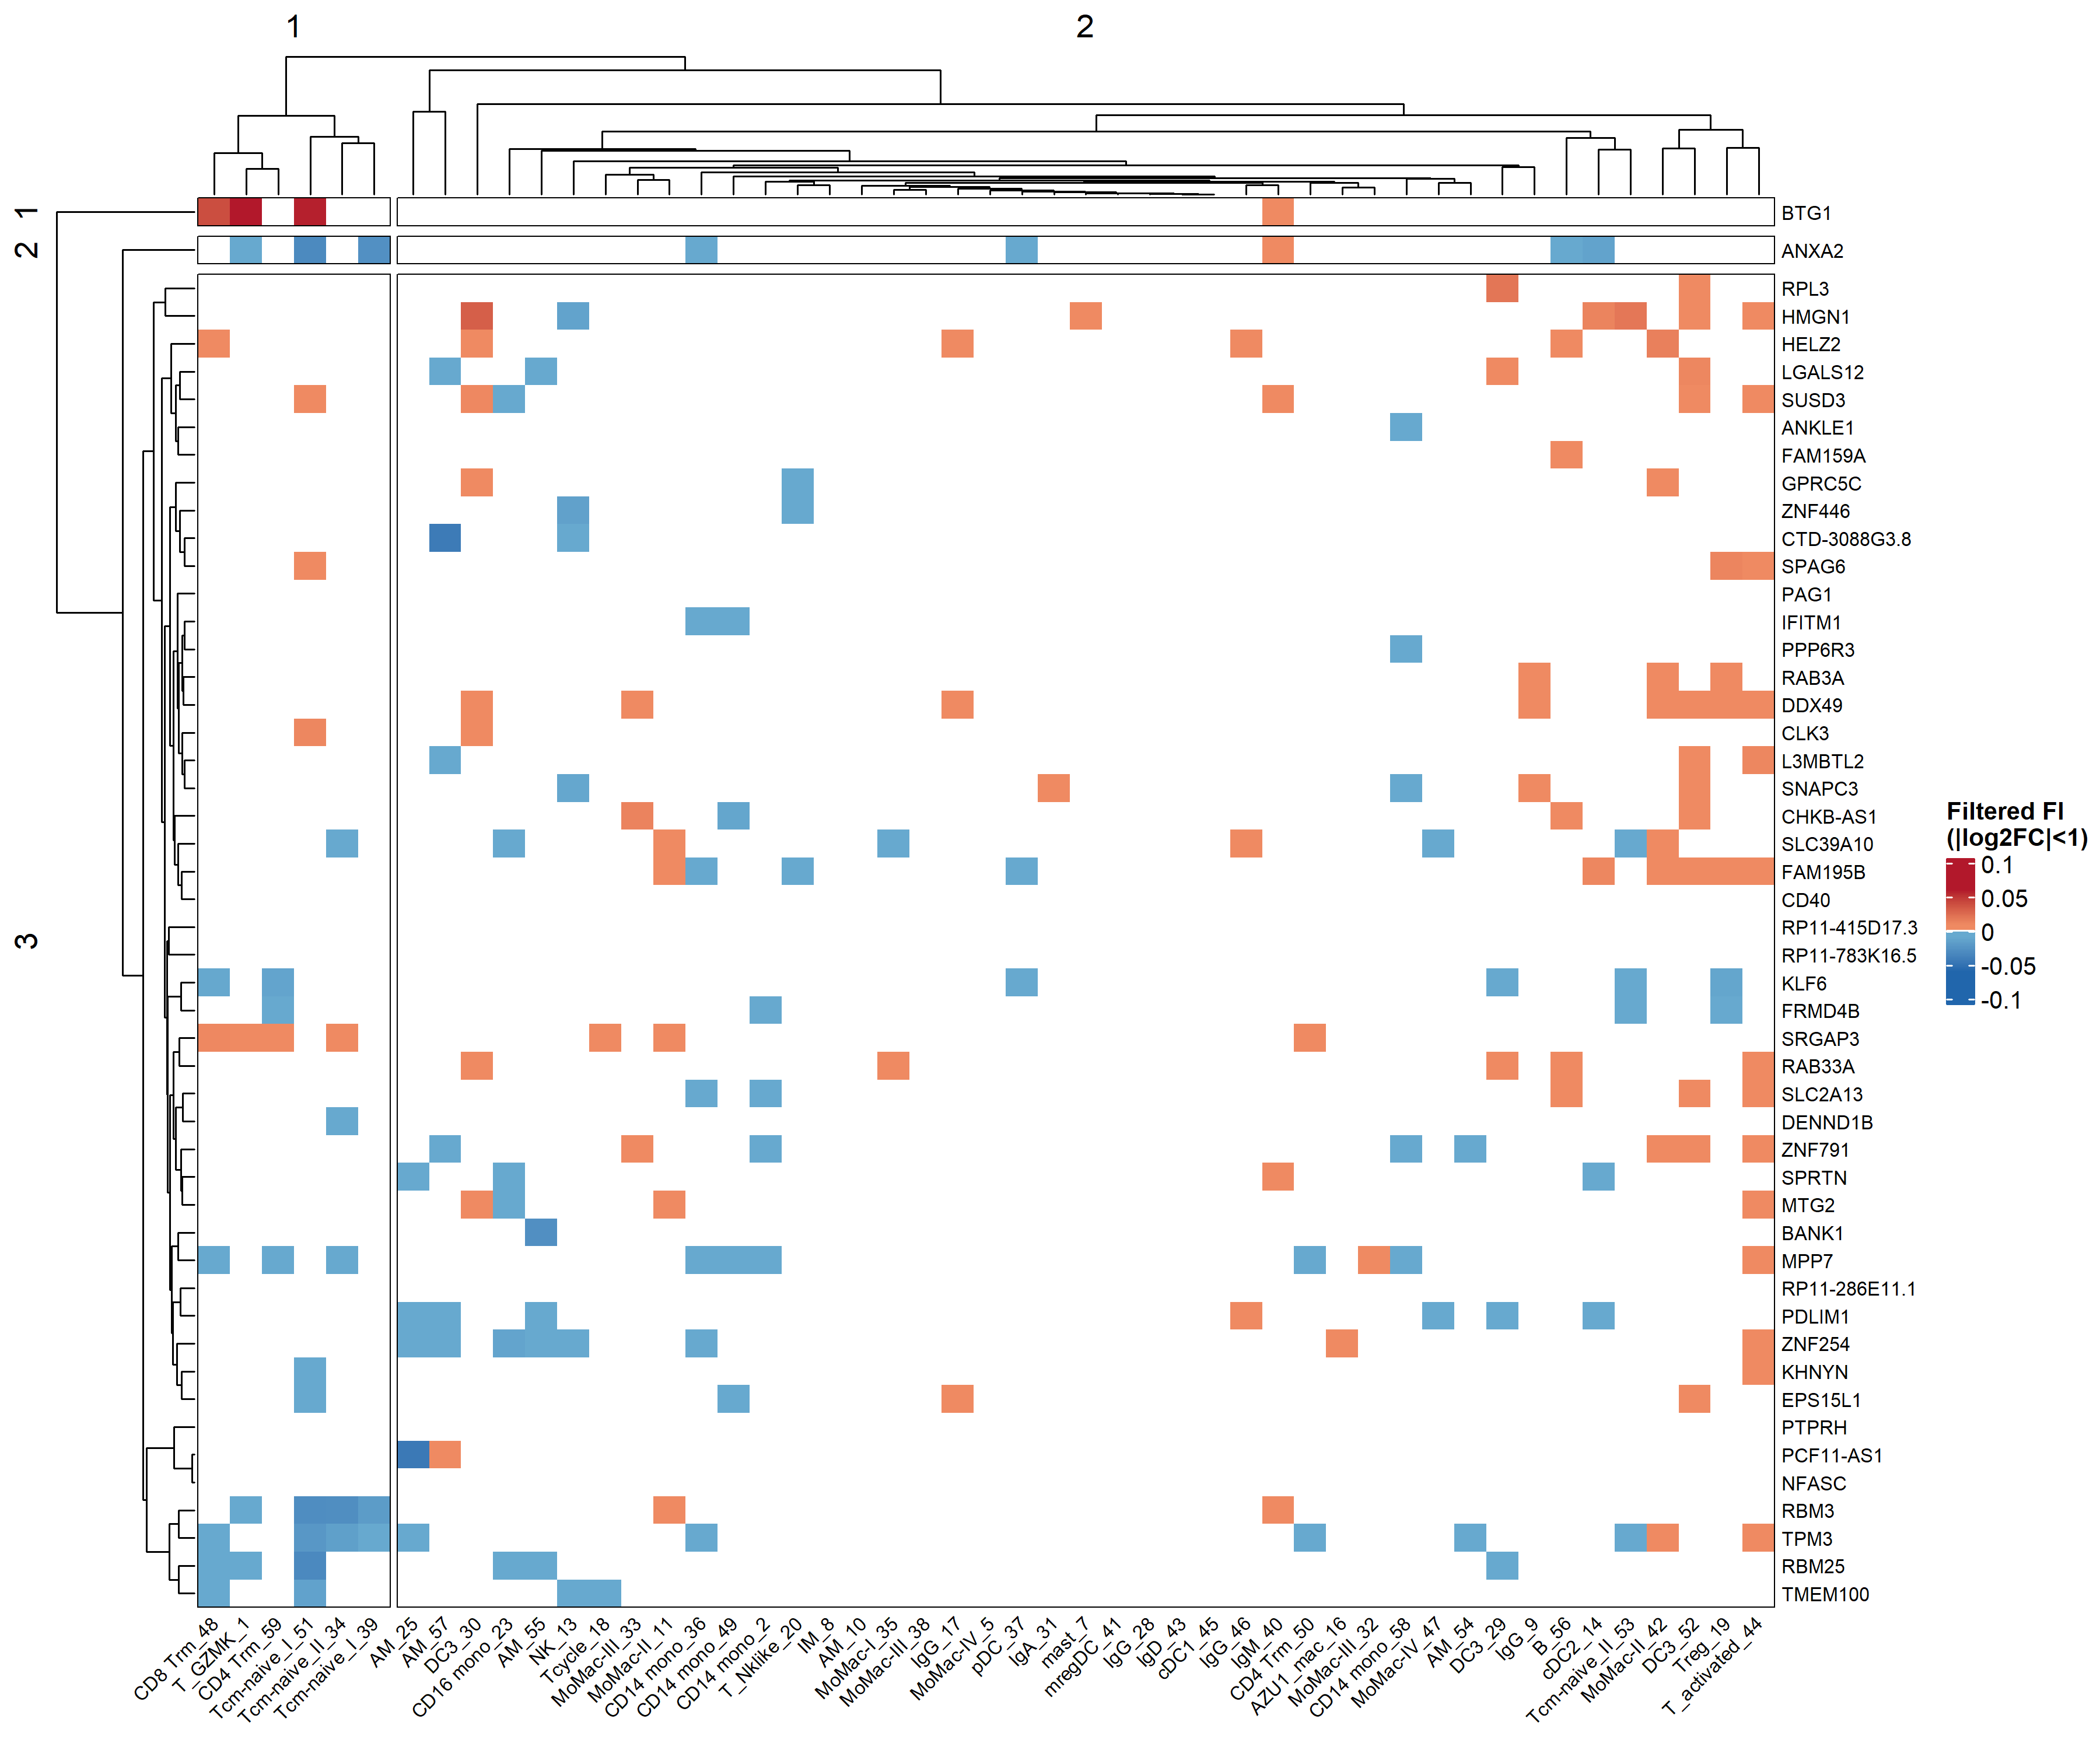 1
2
1
2
3
BTG1
ANXA2
RPL3
HMGN1
HELZ2
LGALS12
SUSD3
ANKLE1
FAM159A
GPRC5C
ZNF446
CTD-3088G3.8
SPAG6
PAG1
IFITM1
PPP6R3
RAB3A
DDX49
CLK3
L3MBTL2
SNAPC3
CHKB-AS1
SLC39A10
FAM195B
CD40
RP11-415D17.3
RP11-783K16.5
KLF6
FRMD4B
SRGAP3
RAB33A
SLC2A13
DENND1B
ZNF791
SPRTN
MTG2
BANK1
MPP7
RP11-286E11.1
PDLIM1
ZNF254
KHNYN
EPS15L1
PTPRH
PCF11-AS1
NFASC
RBM3
TPM3
RBM25
TMEM100
Filtered FI
(|log2FC|<1)
0.1
0.05
0
-0.05
-0.1
CD8 Trm_48
T_GZMK_1
CD4 Trm_59
Tcm-naive_I_51
Tcm-naive_II_34
Tcm-naive_I_39
AM_25
AM_57
DC3_30
CD16 mono_23
AM_55
NK_13
Tcycle_18
MoMac-III_33
MoMac-II_11
CD14 mono_36
CD14 mono_49
CD14 mono_2
T_Nklike_20
IM_8
AM_10
MoMac-I_35
MoMac-III_38
IgG_17
MoMac-IV_5
pDC_37
IgA_31
mast_7
mregDC_41
IgG_28
IgD_43
cDC1_45
IgG_46
IgM_40
CD4 Trm_50
AZU1_mac_16
MoMac-III_32
CD14 mono_58
MoMac-IV_47
AM_54
DC3_29
IgG_9
B_56
cDC2_14
Tcm-naive_II_53
MoMac-II_42
DC3_52
Treg_19
T_activated_44